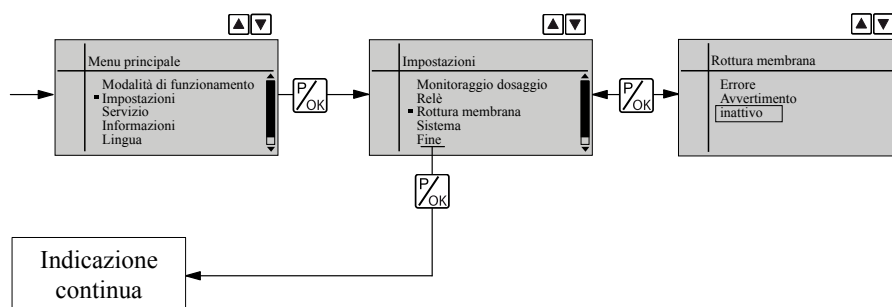 Menu principale
Modalità di funzionamento
Impostazioni
Servizio
Informazioni
Lingua
P/OK
Impostazioni
Monitoraggio dosaggio
Relè
Rottura membrana
Sistema
Fine
P/OK
Rottura membrana
Errore
Avvertimento
inattivo
P/OK
Indicazione
continua